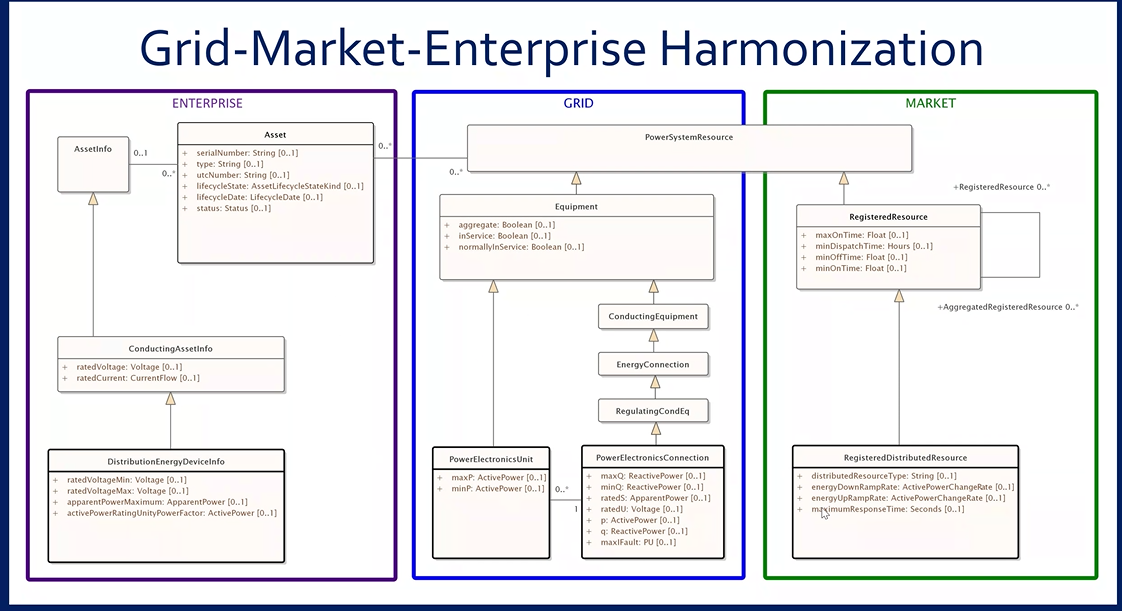 Grid-Market-Enterprise Harmonization
ENTERPRISE
AssetInfo
0..1
0..*
Asset
+ serialNumber: String [0..1]
+ type: String [0..1]
+ utcNumber: String [0..1]
+ lifecycleState: AssetLifecycleStateKind [0..1]
+ lifecycleDate: LifecycleDate [0..1]
+ status: Status [0..1]
0..*
0..*
ConductingAssetInfo
+ ratedVoltage: Voltage [0..1]
+ ratedCurrent: CurrentFlow [0..1]
DistributionEnergyDeviceInfo
+ ratedVoltageMin: Voltage [0..1]
+ ratedVoltageMax: Voltage [0..1]
+ apparentPowerMaximum: ApparentPower [0..1]
+ activePowerRatingUnityPowerFactor: ActivePower [0..1]
GRID
PowerSystemResource
Equipment
+ aggregate: Boolean [0..1]
+ inService: Boolean [0..1]
+ normallyInService: Boolean [0..1]
ConductingEquipment
EnergyConnection
RegulatingCondEq
PowerElectronicsUnit
+ maxP: ActivePower [0..1]
+ minP: ActivePower [0..1]
0..*
1
PowerElectronicsConnection
+ maxQ: ReactivePower [0..1]
+ minQ: ReactivePower [0..1]
+ ratedS: ApparentPower [0..1]
+ ratedU: Voltage [0..1]
+ p: ActivePower [0..1]
+ q: ReactivePower [0..1]
+ maxIFault: PU [0..1]
MARKET
+RegisteredResource 0..*
RegisteredResource
+ maxOnTime: Float [0..1]
+ minDispatchTime: Hours [0..1]
+ minOffTime: Float [0..1]
+ minOnTime: Float [0..1]
+AggregatedRegisteredResource 0..*
RegisteredDistributedResource
+ distributedResourceType: String [0..1]
+ energyDownRampRate: ActivePowerChangeRate [0..1]
+ energyUpRampRate: ActivePowerChangeRate [0..1]
+ maximumResponseTime: Seconds [0..1]